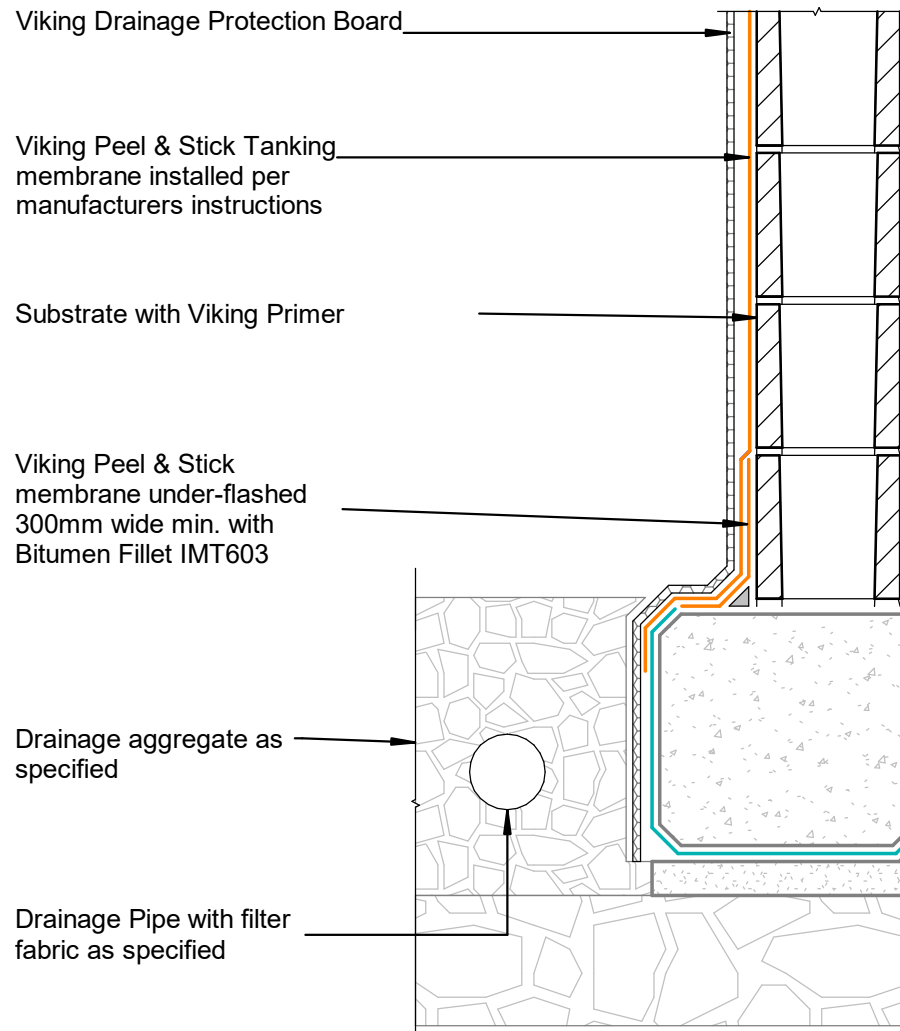 Viking Drainage Protection Board
Viking Peel & Stick Tanking
membrane installed per
manufacturers instructions
Substrate with Viking Primer
Viking Peel & Stick
membrane under-flashed
300mm wide min. with
Bitumen Fillet IMT603
Drainage aggregate as
specified
Drainage Pipe with filter
fabric as specified